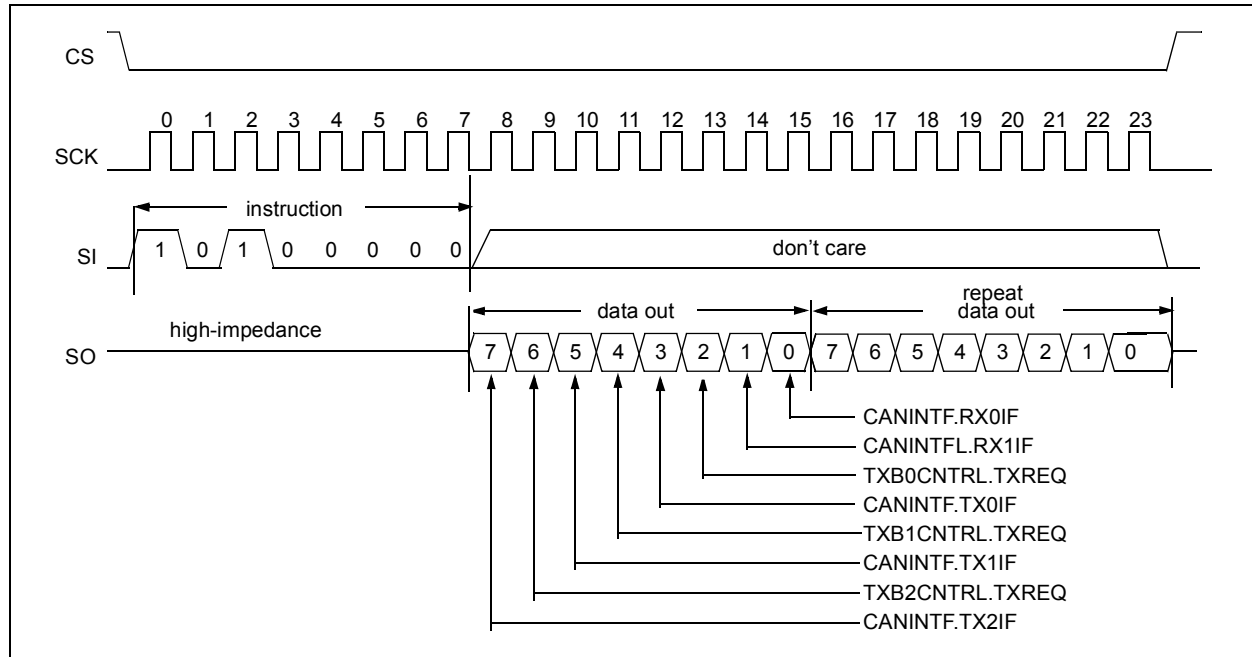 CS
0 1 2 3 4 5 6 7 8 9 10 11 12 13 14 15 16 17 18 19 20 21 22 23
SCK
instruction
SI 1 0 1 0 0 0 0 0 don't care
repeat
data out data out
high-impedance
SO 7 6 5 4 3 2 1 0 7 6 5 4 3 2 1 0
CANINTF.RX0IF
CANINTFL.RX1IF
TXB0CNTRL.TXREQ
CANINTF.TX0IF
TXB1CNTRL.TXREQ
CANINTF.TX1IF
TXB2CNTRL.TXREQ
CANINTF.TX2IF